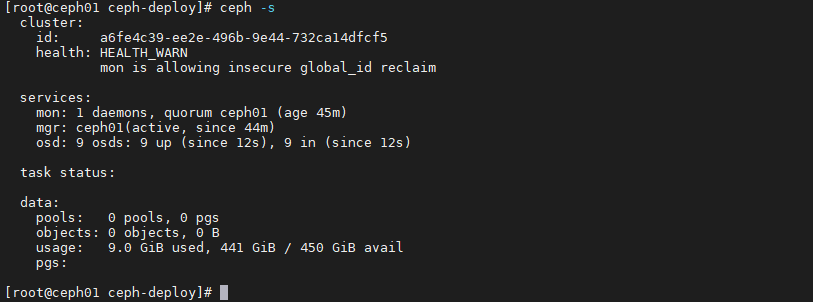 [root@ceph01 ceph-deploy]# ceph -s
  cluster:
    id:     a6fe4c39-ee2e-496b-9e44-732ca14dfcf5
    health: HEALTH_WARN
            mon is allowing insecure global_id reclaim

  services:
    mon: 1 daemons, quorum ceph01 (age 45m)
    mgr: ceph01(active, since 44m)
    osd: 9 osds: 9 up (since 12s), 9 in (since 12s)

  task status:

  data:
    pools:   0 pools, 0 pgs
    objects: 0 objects, 0 B
    usage:   9.0 GiB used, 441 GiB / 450 GiB avail
    pgs:

[root@ceph01 ceph-deploy]#